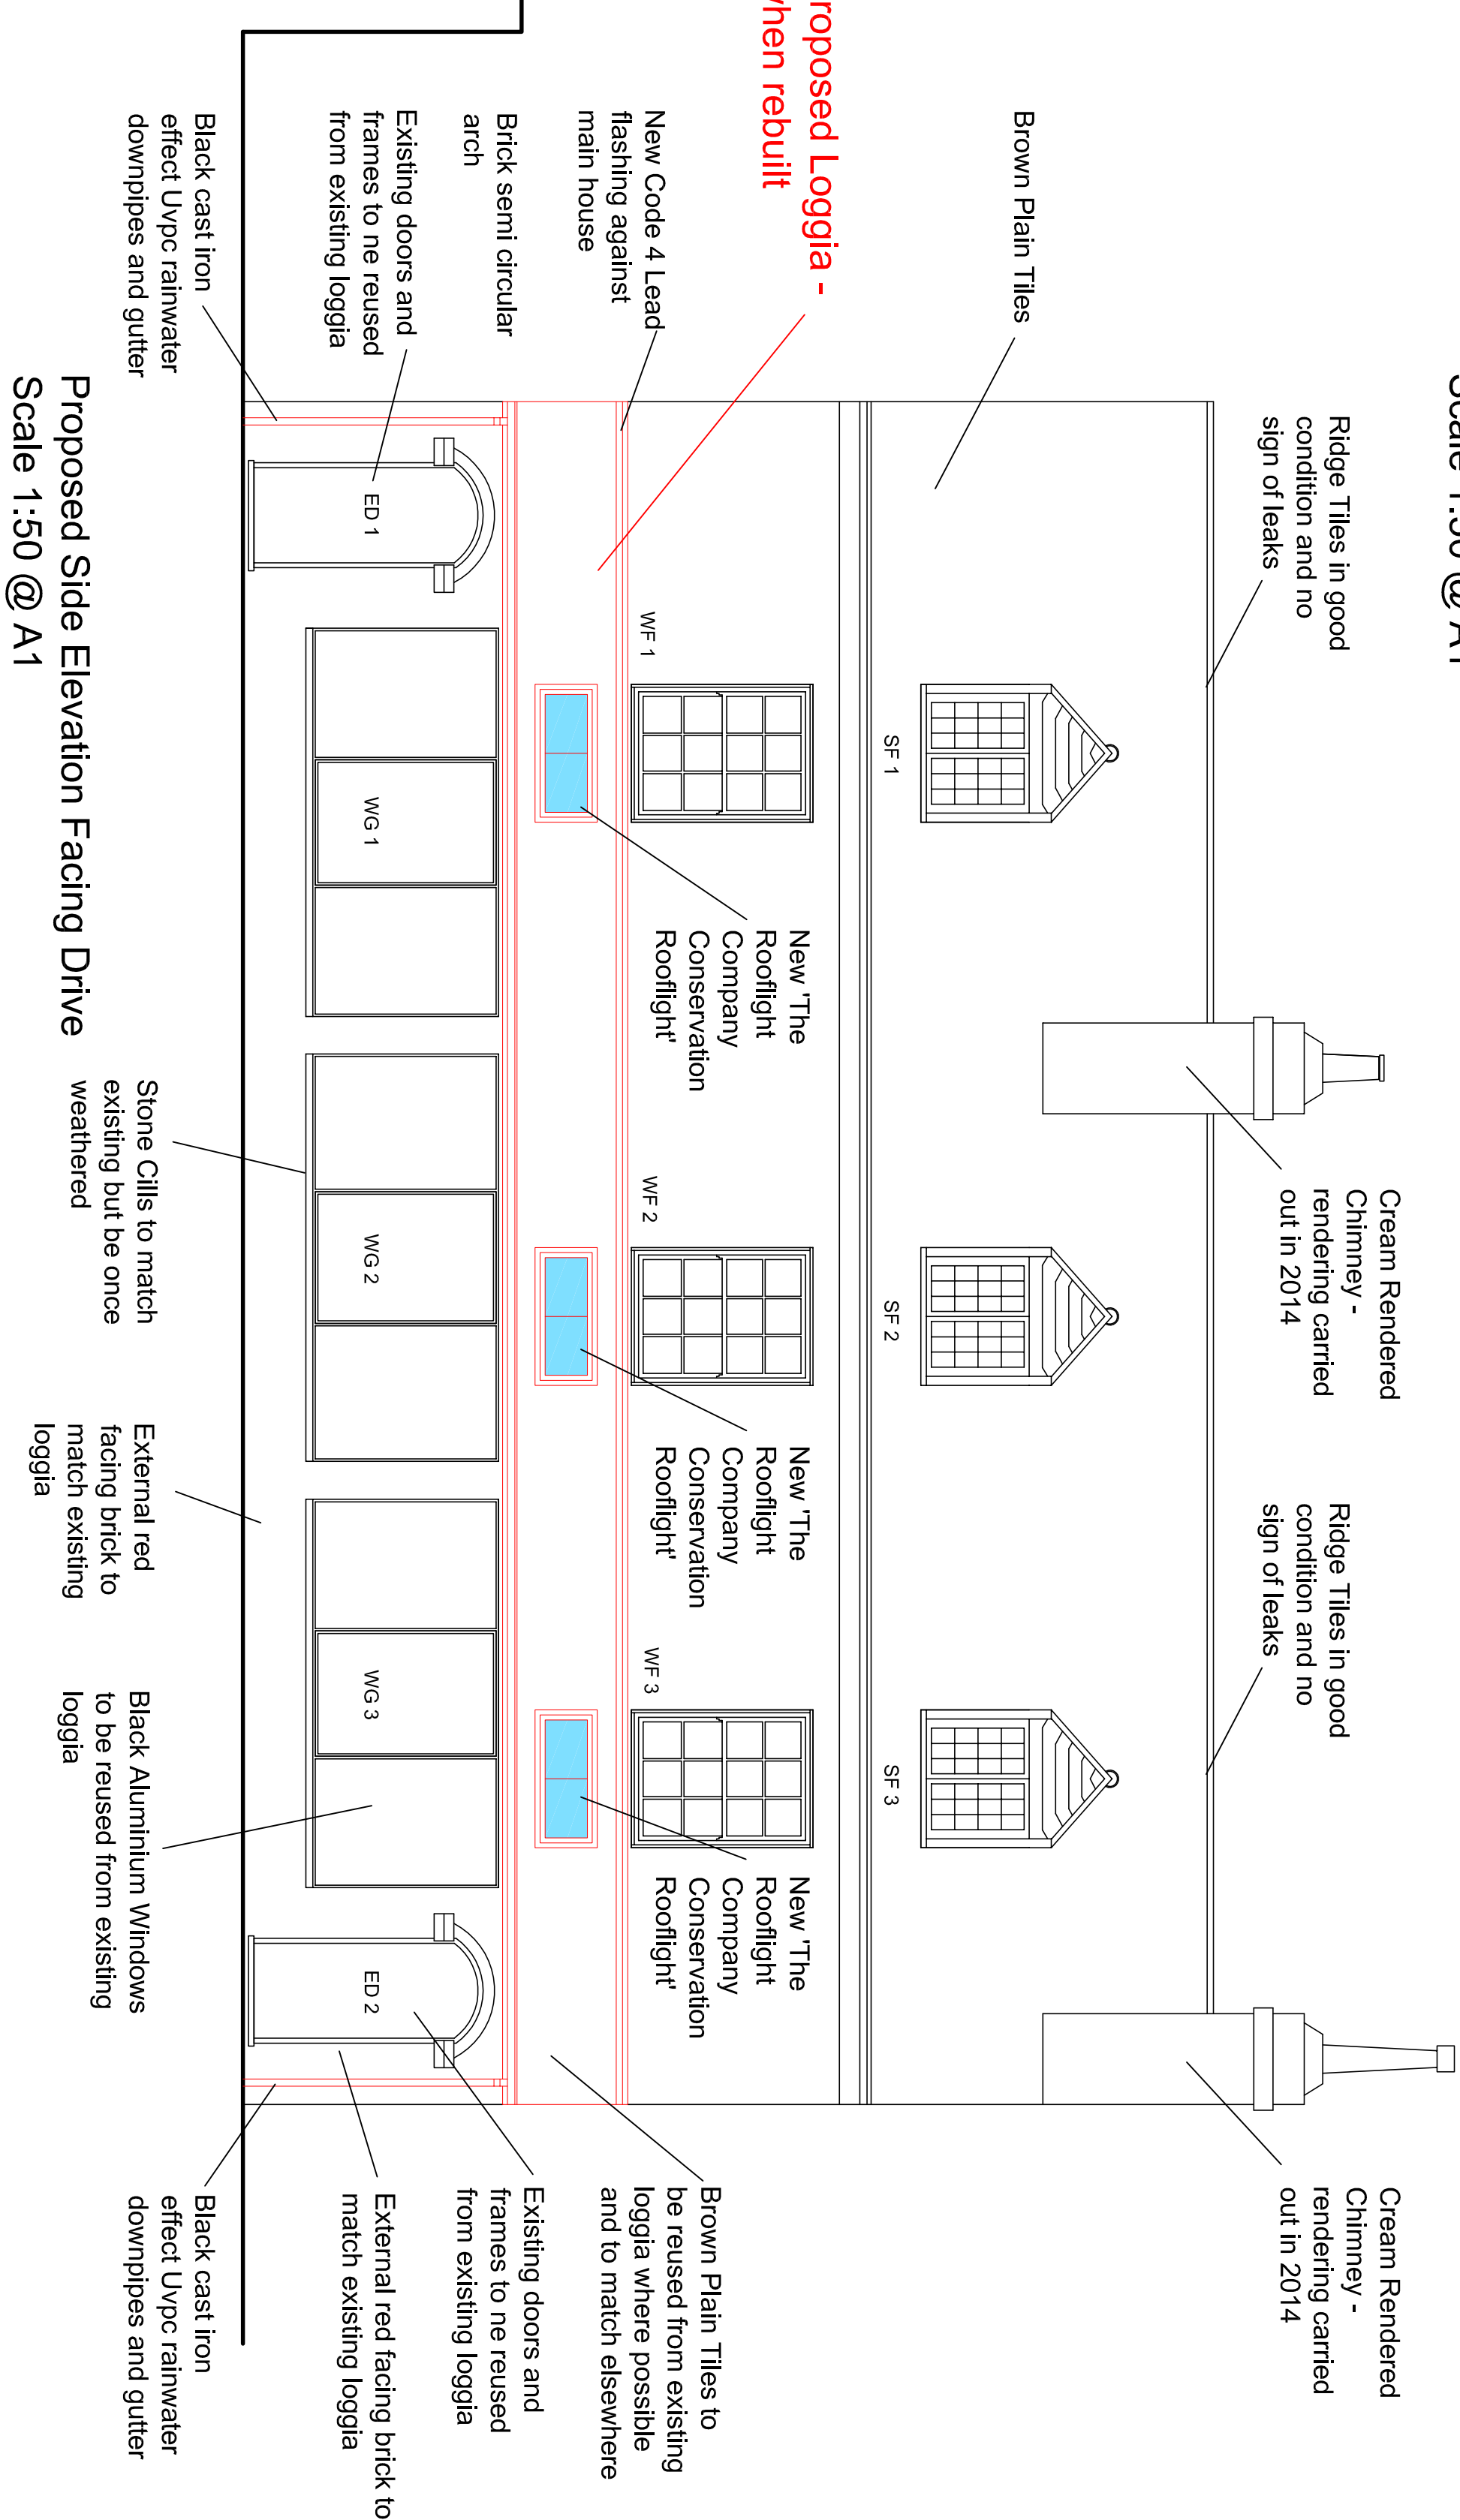 Scale 1:50 @ A1
Ridge Tiles in good
condition and no
sign of leaks
Cream Rendered
Chimney -
rendering carried
out in 2014
Ridge Tiles in good
condition and no
sign of leaks
Cream Rendered
Chimney -
rendering carried
out in 2014
Brown Plain Tiles
roposed Loggia -
hen rebuilt
SF 1
SF 2
SF 3
New 'The
Rooflight
Company
Conservation
Rooflight'
New 'The
Rooflight
Company
Conservation
Rooflight'
New 'The
Rooflight
Company
Conservation
Rooflight'
WF 1
WF 2
WF 3
New Code 4 Lead
flashing against
main house
Brown Plain Tiles to
be reused from existing
loggia where possible
and to match elsewhere
Brick semi circular
arch
Existing doors and
frames to ne reused
from existing loggia
Existing doors and
frames to ne reused
from existing loggia
ED 1
WG 1
WG 2
WG 3
ED 2
External red facing brick to
match existing loggia
Black cast iron
effect Uvpc rainwater
downpipes and gutter
Stone Cills to match
existing but be once
weathered
External red
facing brick to
match existing
loggia
Black Aluminium Windows
to be reused from existing
loggia
Black cast iron
effect Uvpc rainwater
downpipes and gutter
Proposed Side Elevation Facing Drive
Scale 1:50 @ A1